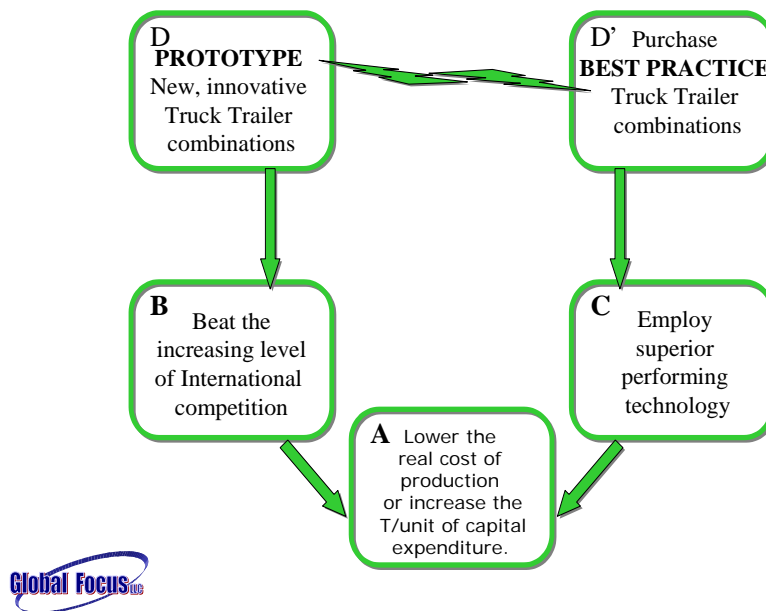 D
PROTOTYPE
New, innovative
Truck Trailer
combinations
D’ Purchase
BEST PRACTICE
Truck Trailer
combinations
B
Beat the
increasing level
of International
competition
C
Employ
superior
performing
technology
A Lower the
real cost of
production
or increase the
T/unit of capital
expenditure.
Global Focus LLC